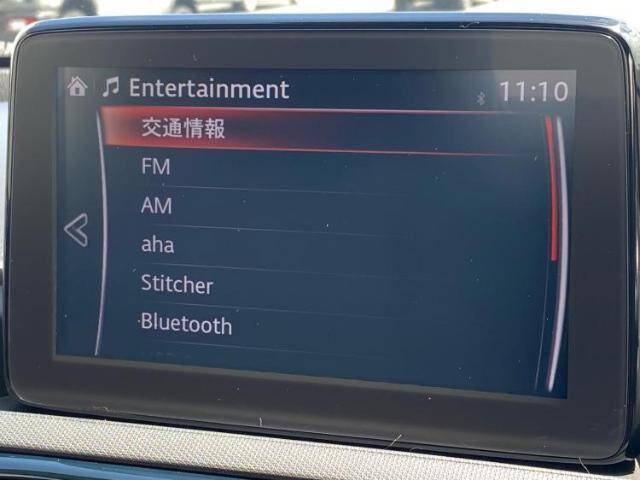 Entertainment
11:10
交通情報
FM
AM
aha
Stitcher
Bluetooth